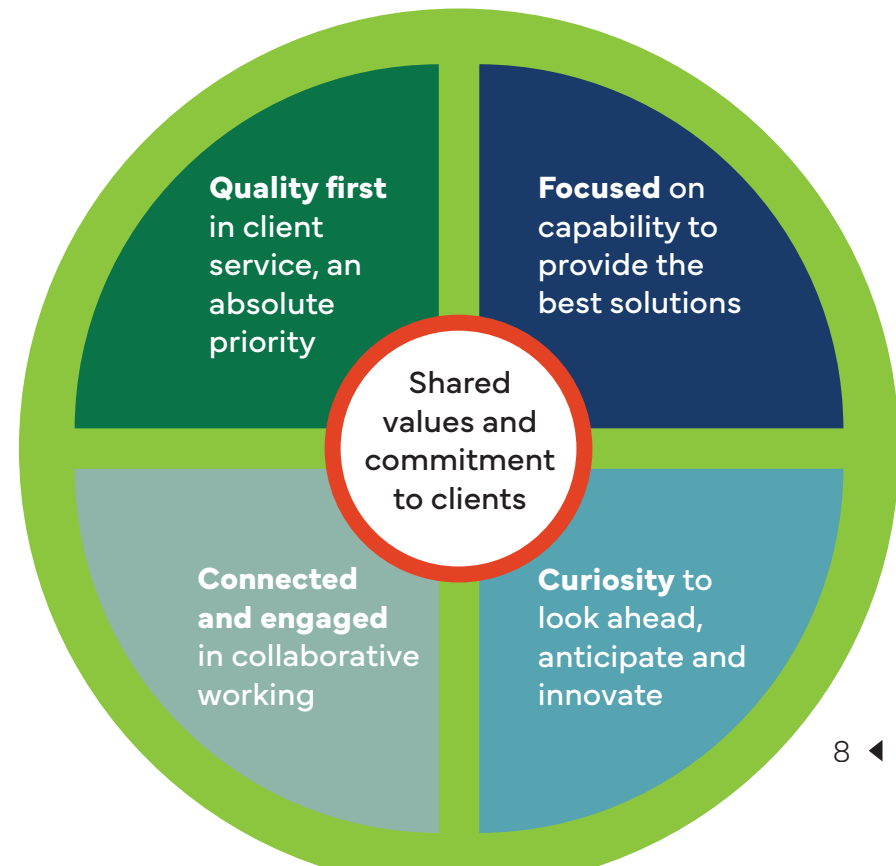 Quality first
in client
service, an
absolute
priority
Focused on
capability to
provide the
best solutions
Shared
values and
commitment
to clients
Connected
and engaged
in collaborative
working
Curiosity to
look ahead,
anticipate and
innovate
8